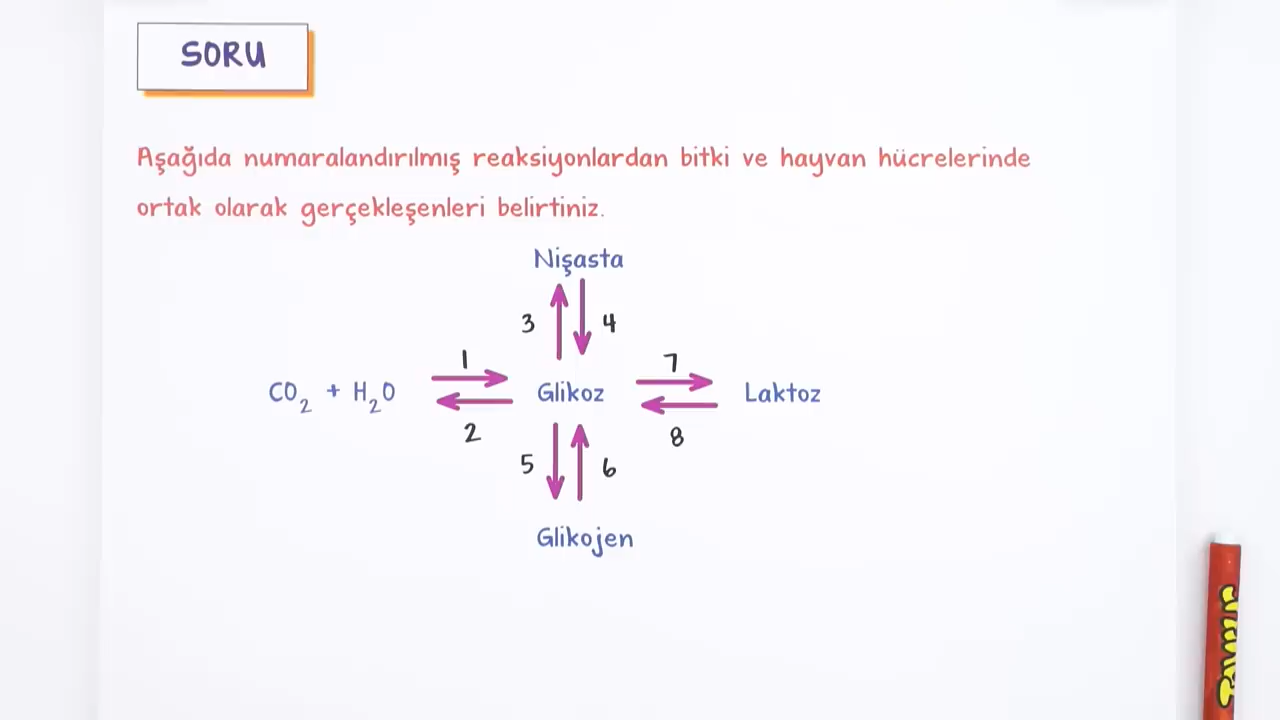 SORU
Aşağıda numaralandırılmış reaksiyonlardan bitki ve hayvan hücrelerinde
ortak olarak gerçekleşenleri belirtiniz.
Nişasta
3 4
1 7
CO₂ + H₂O Glikoz Laktoz
2 8
5 6
Glikojen